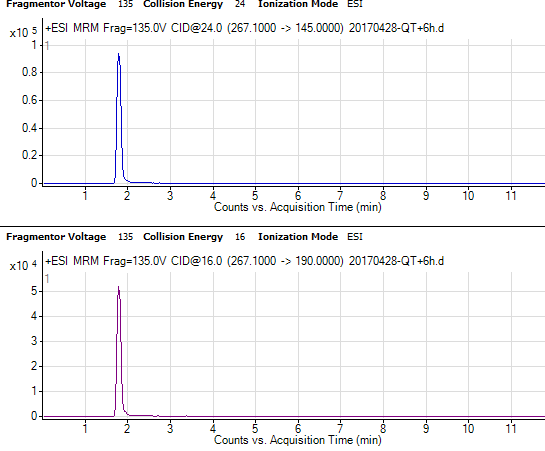 Fragmentor Voltage 135 Collision Energy 24 Ionization Mode ESI
x10 5
+ESI MRM Frag=135.0V CID@24.0 (267.1000 -> 145.0000) 20170428-QT+6h.d
1
1
0.8
0.6
0.4
0.2
0
1 2 3 4 5 6 7 8 9 10 11
Counts vs. Acquisition Time (min)
Fragmentor Voltage 135 Collision Energy 16 Ionization Mode ESI
x10 4
+ESI MRM Frag=135.0V CID@16.0 (267.1000 -> 190.0000) 20170428-QT+6h.d
1
5
4
3
2
1
0
1 2 3 4 5 6 7 8 9 10 11
Counts vs. Acquisition Time (min)